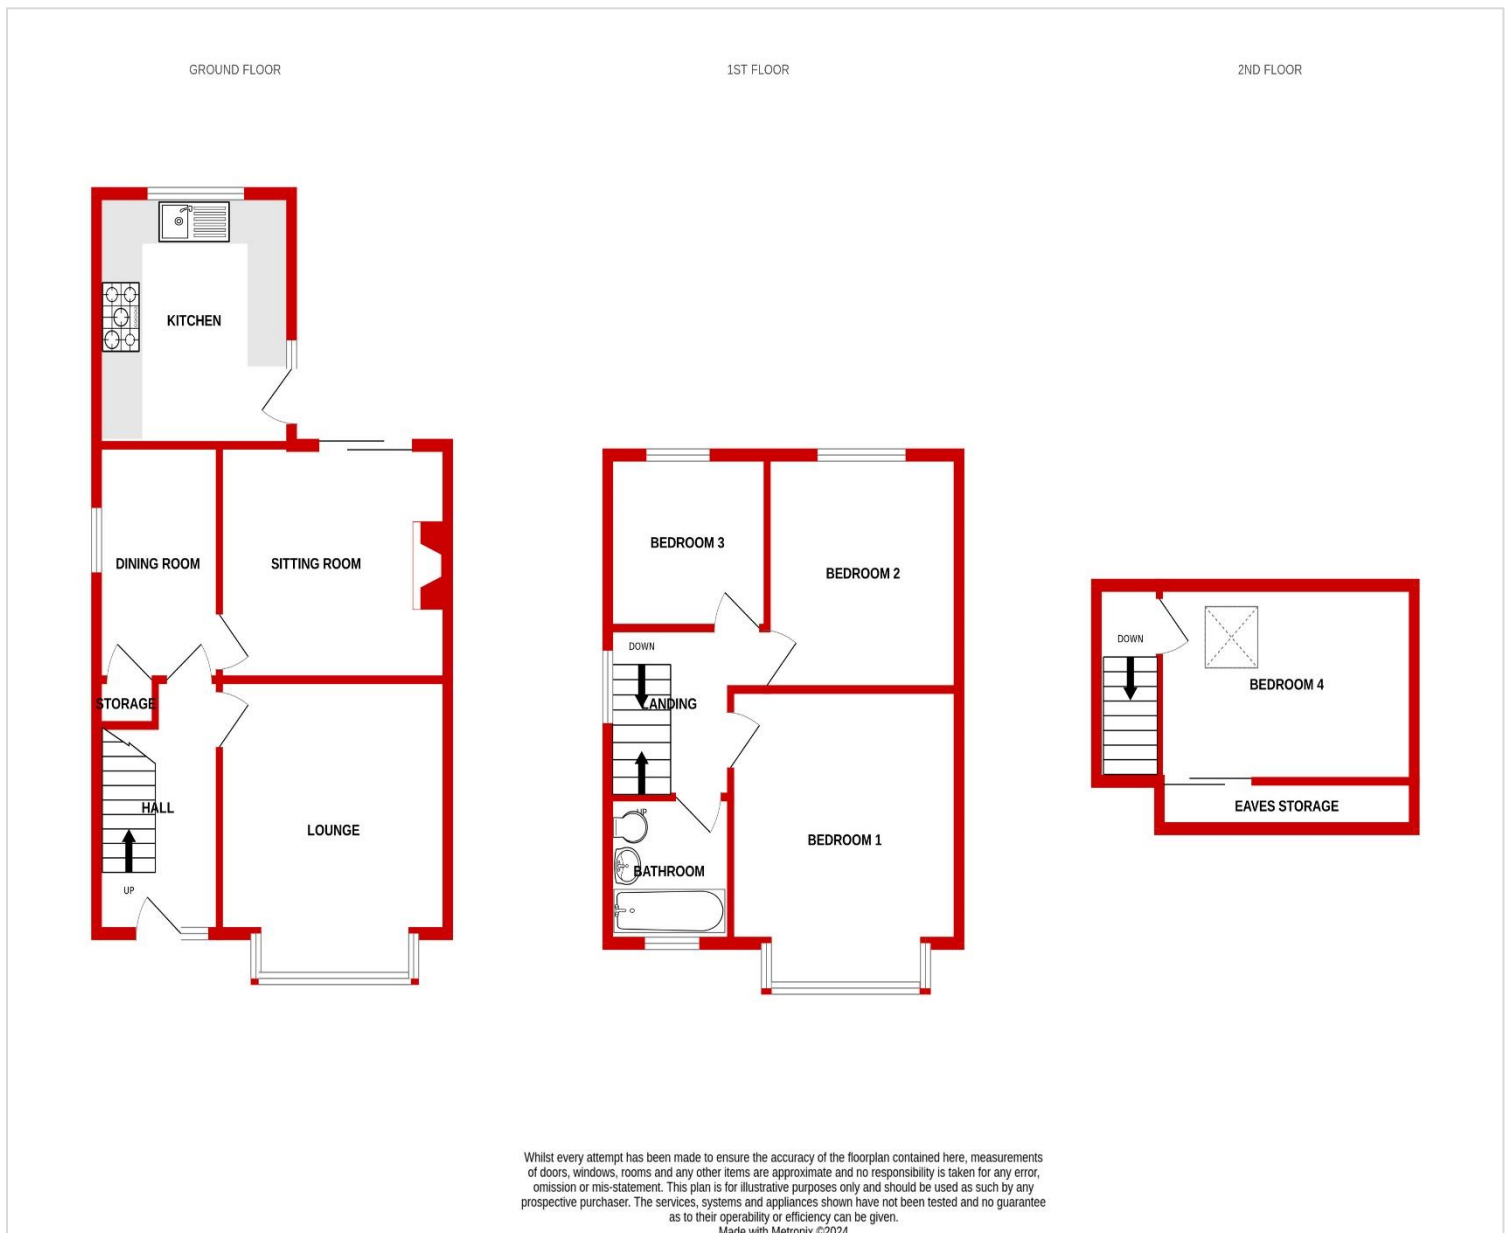 GROUND FLOOR
1ST FLOOR
2ND FLOOR
KITCHEN
DINING ROOM
SITTING ROOM
STORAGE
HALL
UP
LOUNGE
BEDROOM 3
BEDROOM 2
DOWN
LANDING
UP
BATHROOM
BEDROOM 1
DOWN
BEDROOM 4
EAVES STORAGE
Whilst every attempt has been made to ensure the accuracy of the floorplan contained here, measurements
of doors, windows, rooms and any other items are approximate and no responsibility is taken for any error,
omission or mis-statement. This plan is for illustrative purposes only and should be used as such by any
prospective purchaser. The services, systems and appliances shown have not been tested and no guarantee
as to their operability or efficiency can be given.
Made with Metropix ©2024